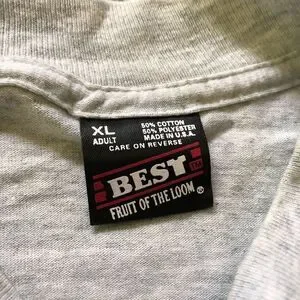 XL
ADULT
50% COTTON
50% POLYESTER
MADE IN U.S.A.
CARE ON REVERSE
BEST
FRUIT OF THE LOOM ®